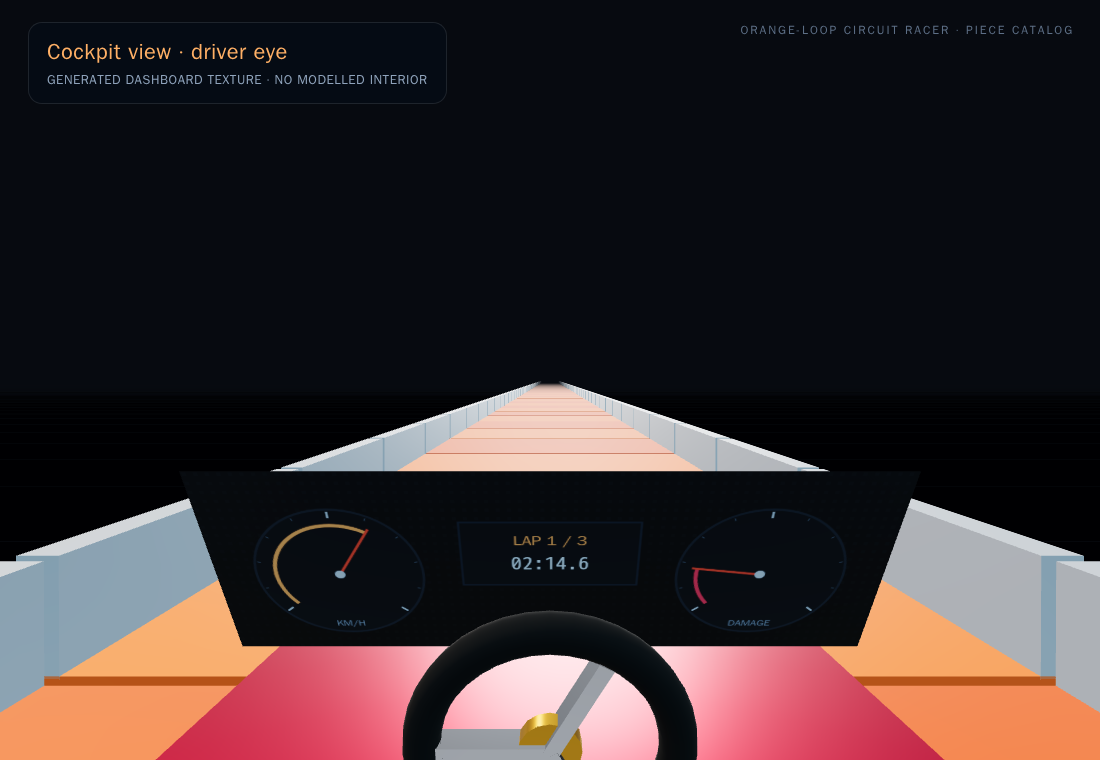 Cockpit view · driver eye
GENERATED DASHBOARD TEXTURE · NO MODELLED INTERIOR
ORANGE-LOOP CIRCUIT RACER · PIECE CATALOG
LAP 1 / 3
02:14.6
KM/H
DAMAGE